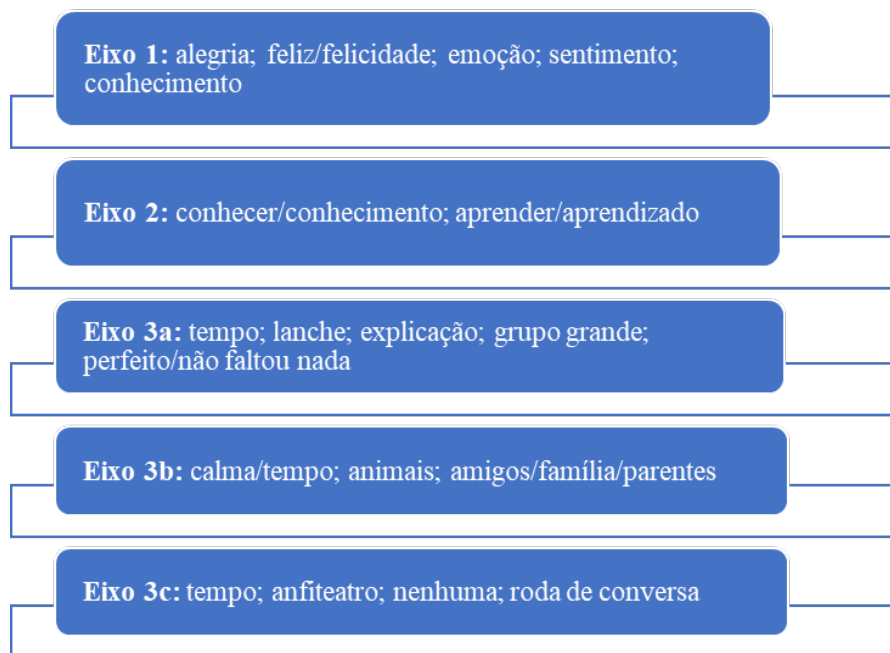 Eixo 1: alegria; feliz/felicidade; emoção; sentimento;
conhecimento
Eixo 2: conhecer/conhecimento; aprender/aprendizado
Eixo 3a: tempo; lanche; explicação; grupo grande;
perfeito/não faltou nada
Eixo 3b: calma/tempo; animais; amigos/família/parentes
Eixo 3c: tempo; anfiteatro; nenhuma; roda de conversa